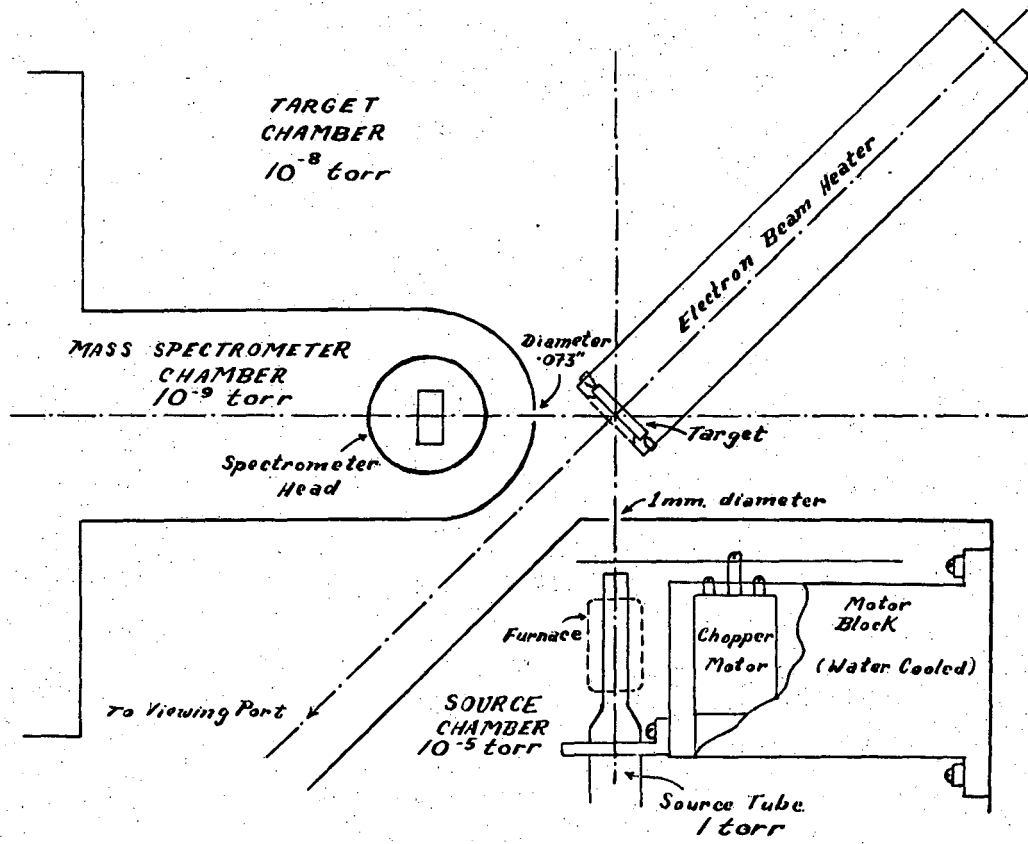 TARGET
CHAMBER
10⁻⁸ torr
Electron Beam Heater
MASS SPECTROMETER
CHAMBER
10⁻⁹ torr
Diameter
.073"
Target
Spectrometer
Head
1mm. diameter
Furnace
Chopper
Motor
Motor
Block
(Water Cooled)
To Viewing Port
SOURCE
CHAMBER
10⁻⁵ torr
Source Tube
1 torr